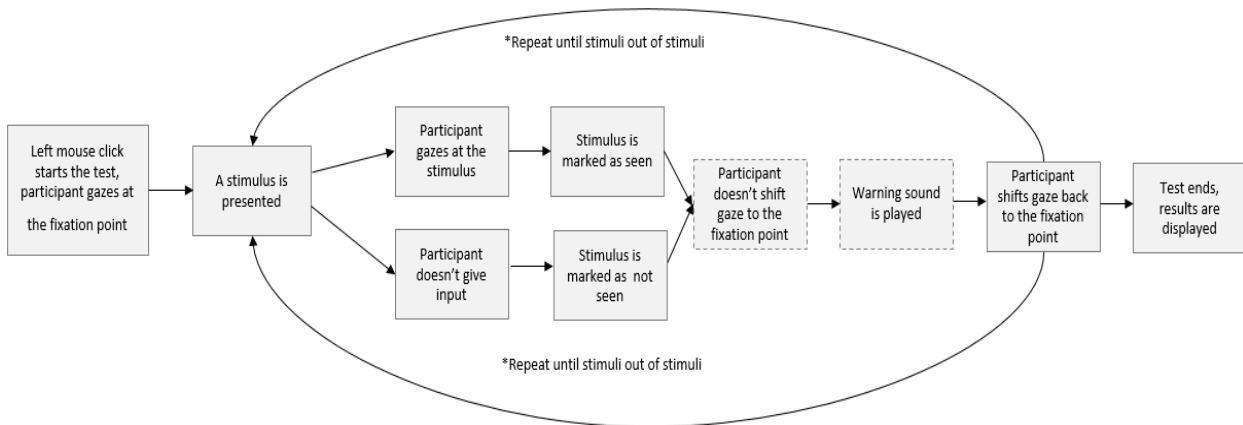 *Repeat until stimuli out of stimuli
Left mouse click
starts the test,
participant gazes at
the fixation point
A stimulus is
presented
Participant
gazes at the
stimulus
Stimulus is
marked as seen
Participant
doesn't give
input
Stimulus is
marked as not
seen
Participant
doesn't shift
gaze to the
fixation point
Warning sound
is played
Participant
shifts gaze back
to the fixation
point
Test ends,
results are
displayed
*Repeat until stimuli out of stimuli